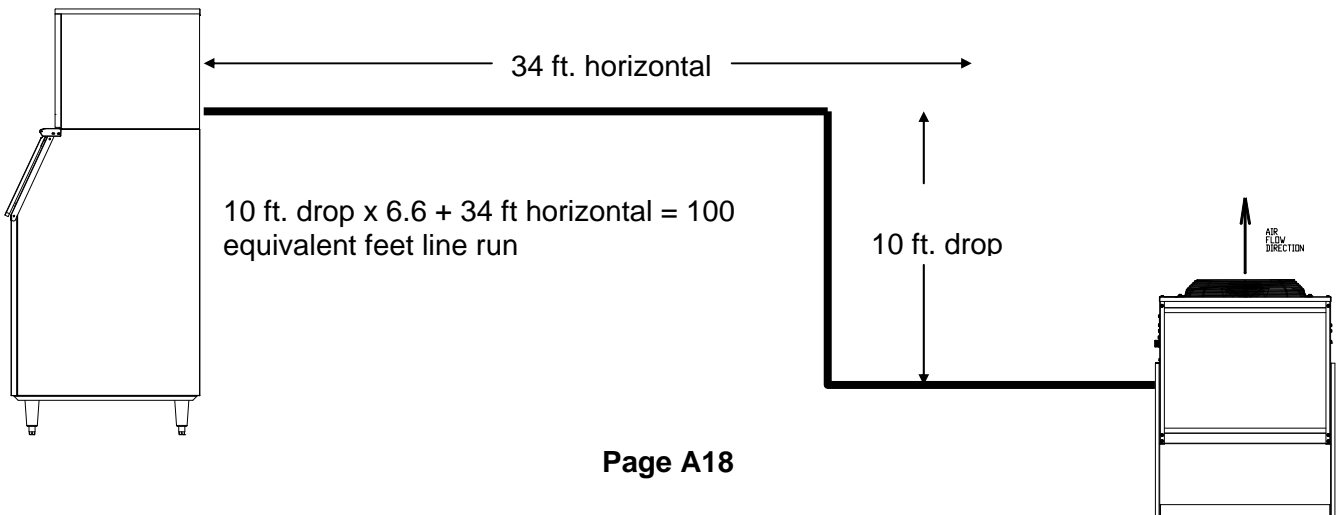 34 ft. horizontal
10 ft. drop x 6.6 + 34 ft horizontal = 100
equivalent feet line run
10 ft. drop
AIR
FLOW
DIRECTION
Page A18